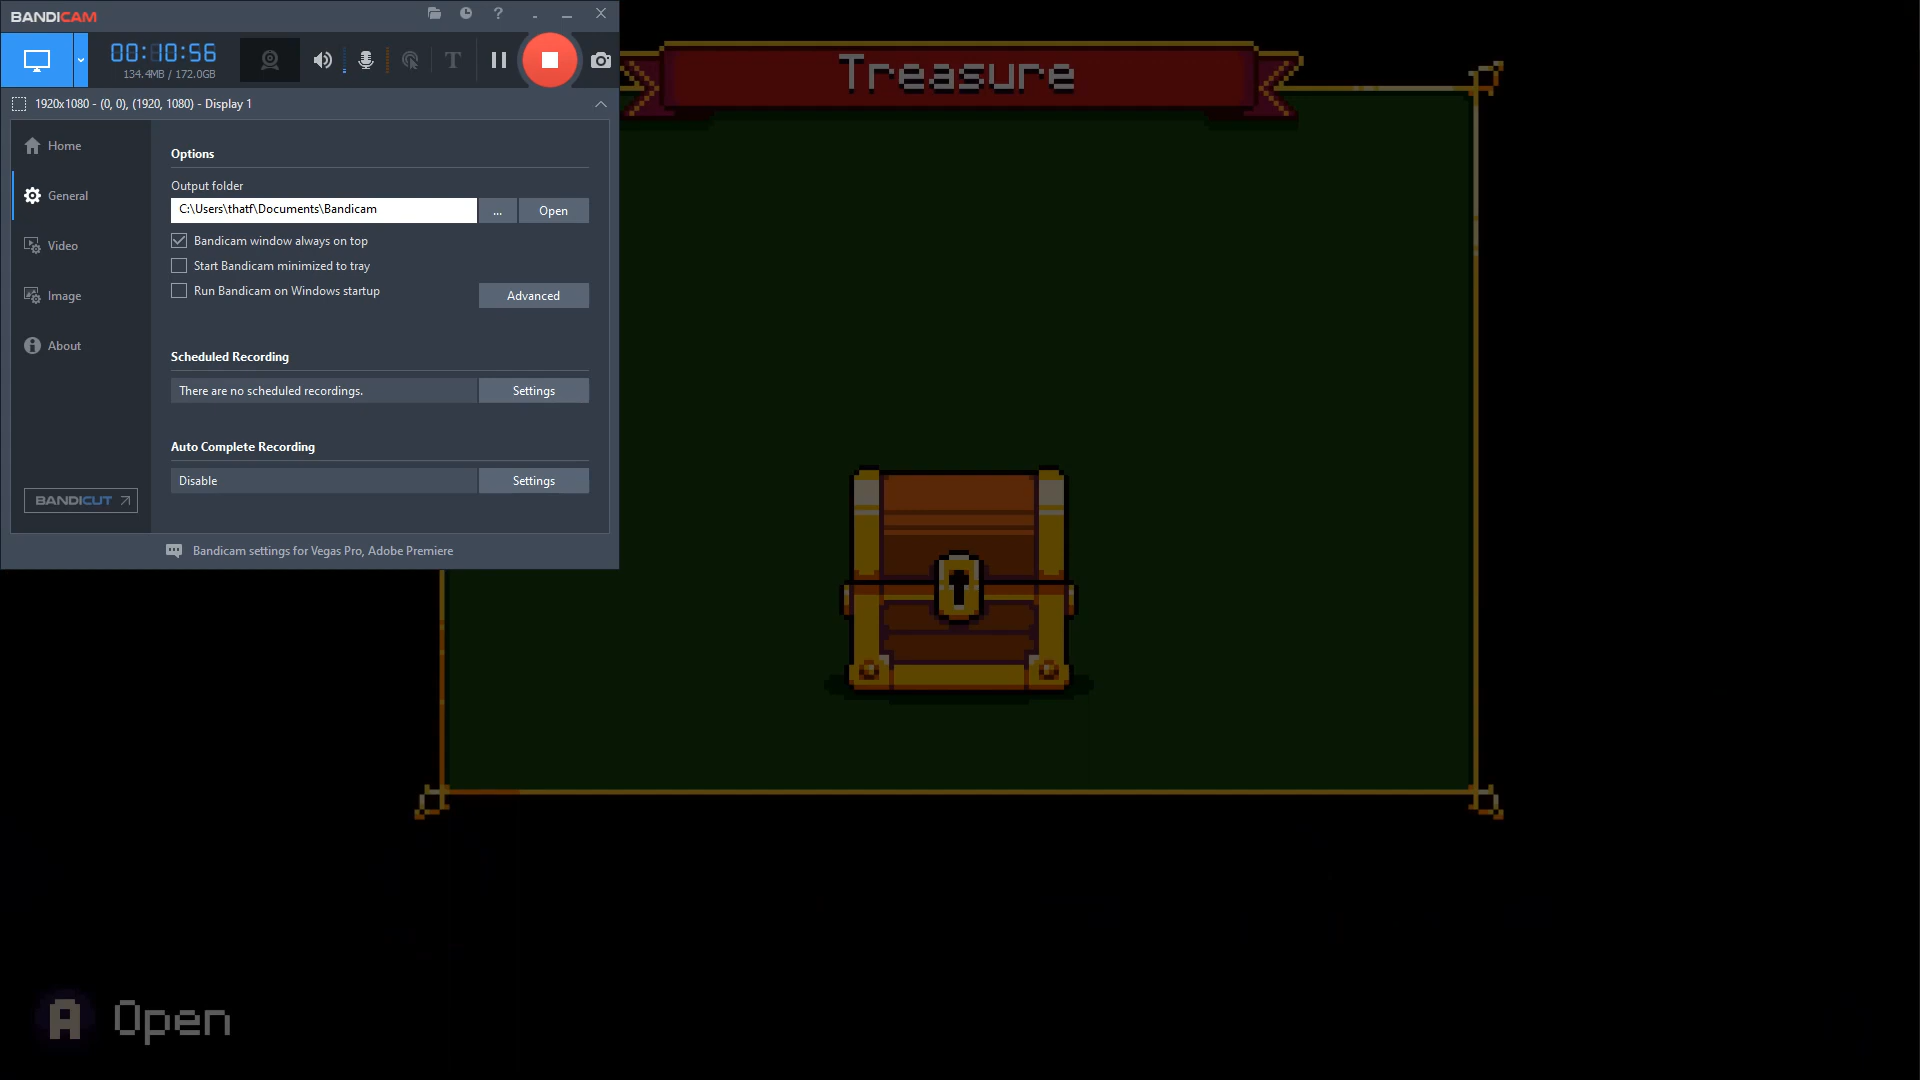 BANDICAM
00:10:56
134.4MB / 172.0GB
T
1920x1080 - (0, 0), (1920, 1080) - Display 1
Home
General
Video
Image
About
BANDICUT
Options
Output folder
C:\Users\thatf\Documents\Bandicam
...
Open
Bandicam window always on top
Start Bandicam minimized to tray
Run Bandicam on Windows startup
Advanced
Scheduled Recording
There are no scheduled recordings.
Settings
Auto Complete Recording
Disable
Settings
Bandicam settings for Vegas Pro, Adobe Premiere
Treasure
A Open